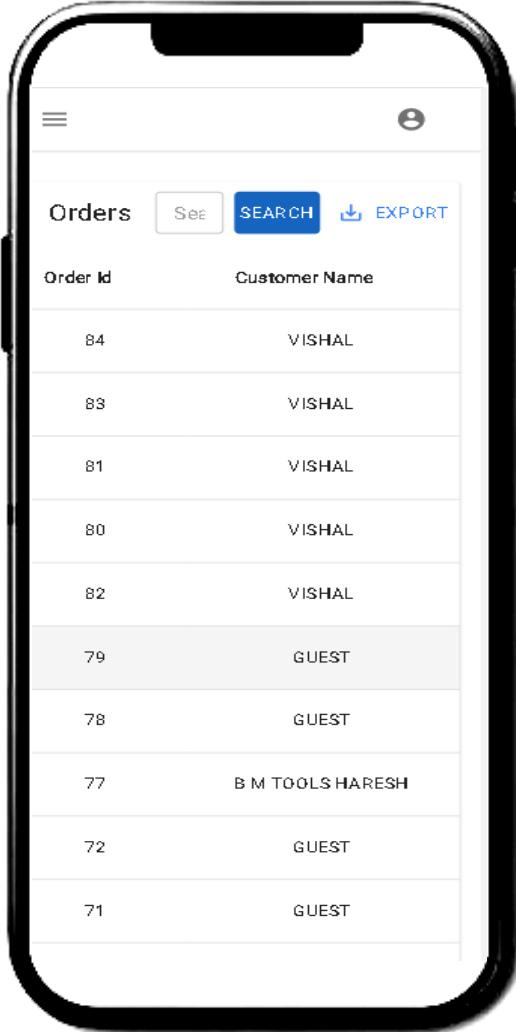 Orders See SEARCH EXPORT
Order Id Customer Name
84 VISHAL
83 VISHAL
81 VISHAL
80 VISHAL
82 VISHAL
79 GUEST
78 GUEST
77 B M TOOLS HARESH
72 GUEST
71 GUEST